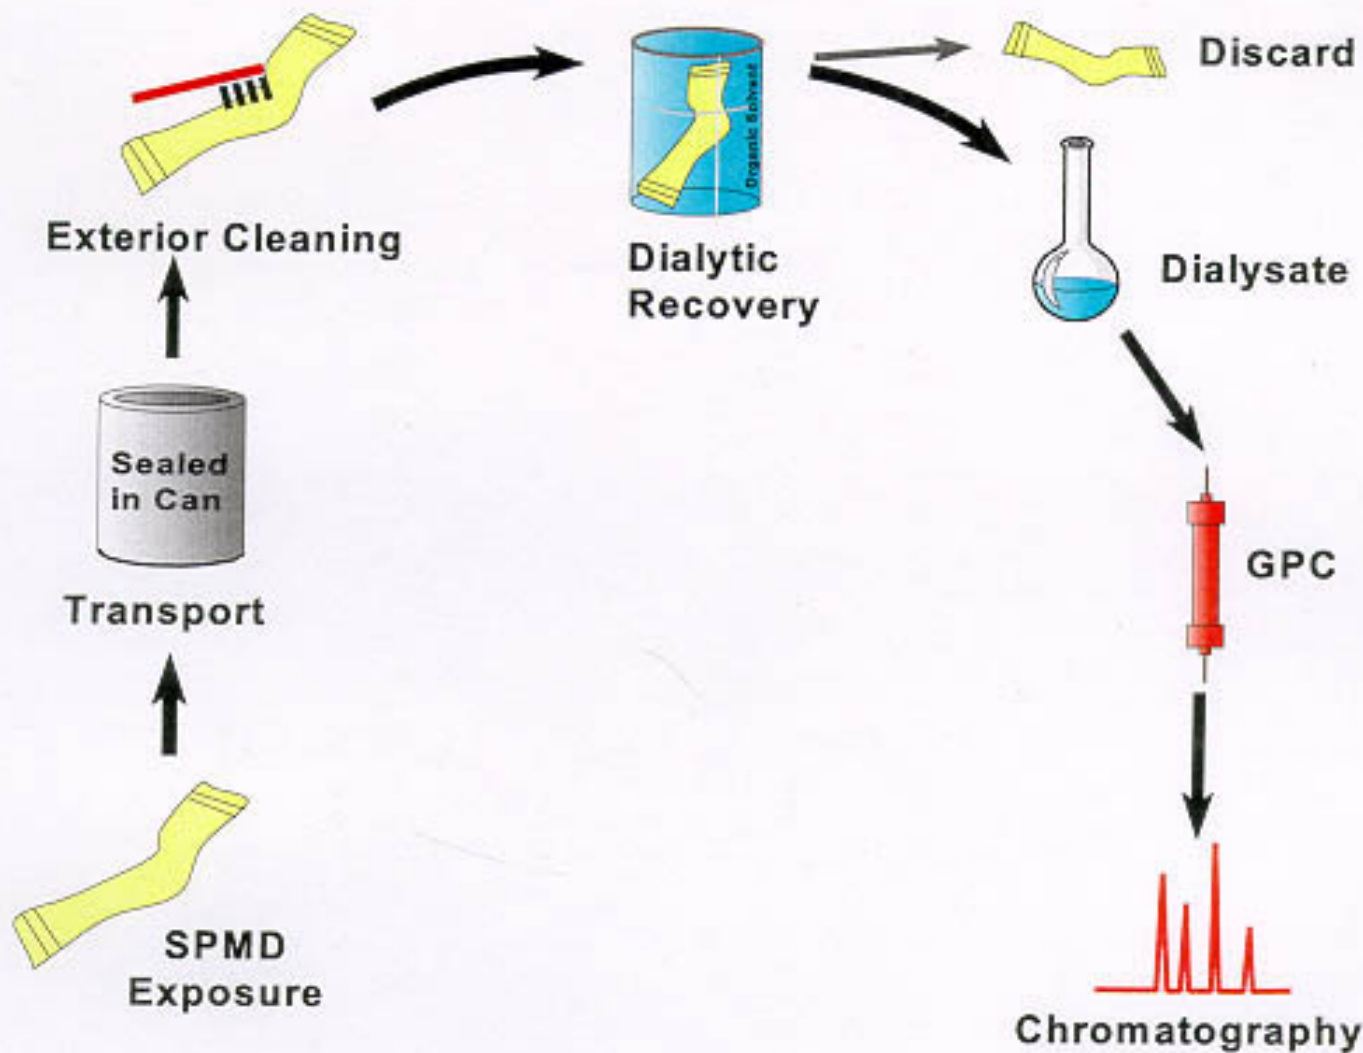 Exterior Cleaning
Organic Solvent
Dialytic
Recovery
Discard
Dialysate
Sealed
in Can
Transport
GPC
SPMD
Exposure
Chromatography